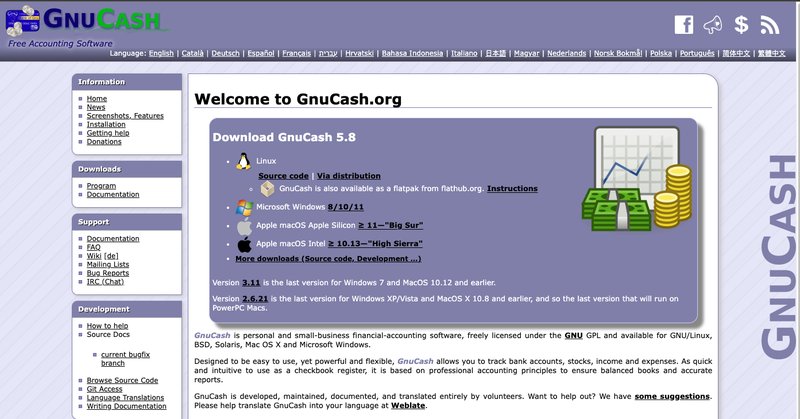 GNUCASH
Free Accounting Software
Language: English | Català | Deutsch | Español | Français | עברית | Hrvatski | Bahasa Indonesia | Italiano | 日本語 | Magyar | Nederlands | Norsk Bokmål | Polska | Português | 简体中文 | 繁體中文
Information
Home
News
Screenshots, Features
Installation
Getting help
Donations
Downloads
Program
Documentation
Support
Documentation
FAQ
Wiki [de]
Mailing Lists
Bug Reports
IRC (Chat)
Development
How to help
Source Docs
current bugfix
branch
Browse Source Code
Git Access
Language Translations
Writing Documentation
Welcome to GnuCash.org
Download GnuCash 5.8
Linux
Source code | Via distribution
GnuCash is also available as a flatpak from flathub.org. Instructions
Microsoft Windows 8/10/11
Apple macOS Apple Silicon ≥ 11—"Big Sur"
Apple macOS Intel ≥ 10.13—"High Sierra"
More downloads (Source code, Development ...)
Version 3.11 is the last version for Windows 7 and MacOS 10.12 and earlier.
Version 2.6.21 is the last version for Windows XP/Vista and MacOS X 10.8 and earlier, and so the last version that will run on
PowerPC Macs.
GnuCash is personal and small-business financial-accounting software, freely licensed under the GNU GPL and available for GNU/Linux,
BSD, Solaris, Mac OS X and Microsoft Windows.
Designed to be easy to use, yet powerful and flexible, GnuCash allows you to track bank accounts, stocks, income and expenses. As quick
and intuitive to use as a checkbook register, it is based on professional accounting principles to ensure balanced books and accurate
reports.
GnuCash is developed, maintained, documented, and translated entirely by volunteers. Want to help out? We have some suggestions.
Please help translate GnuCash into your language at Weblate.
GNUCASH